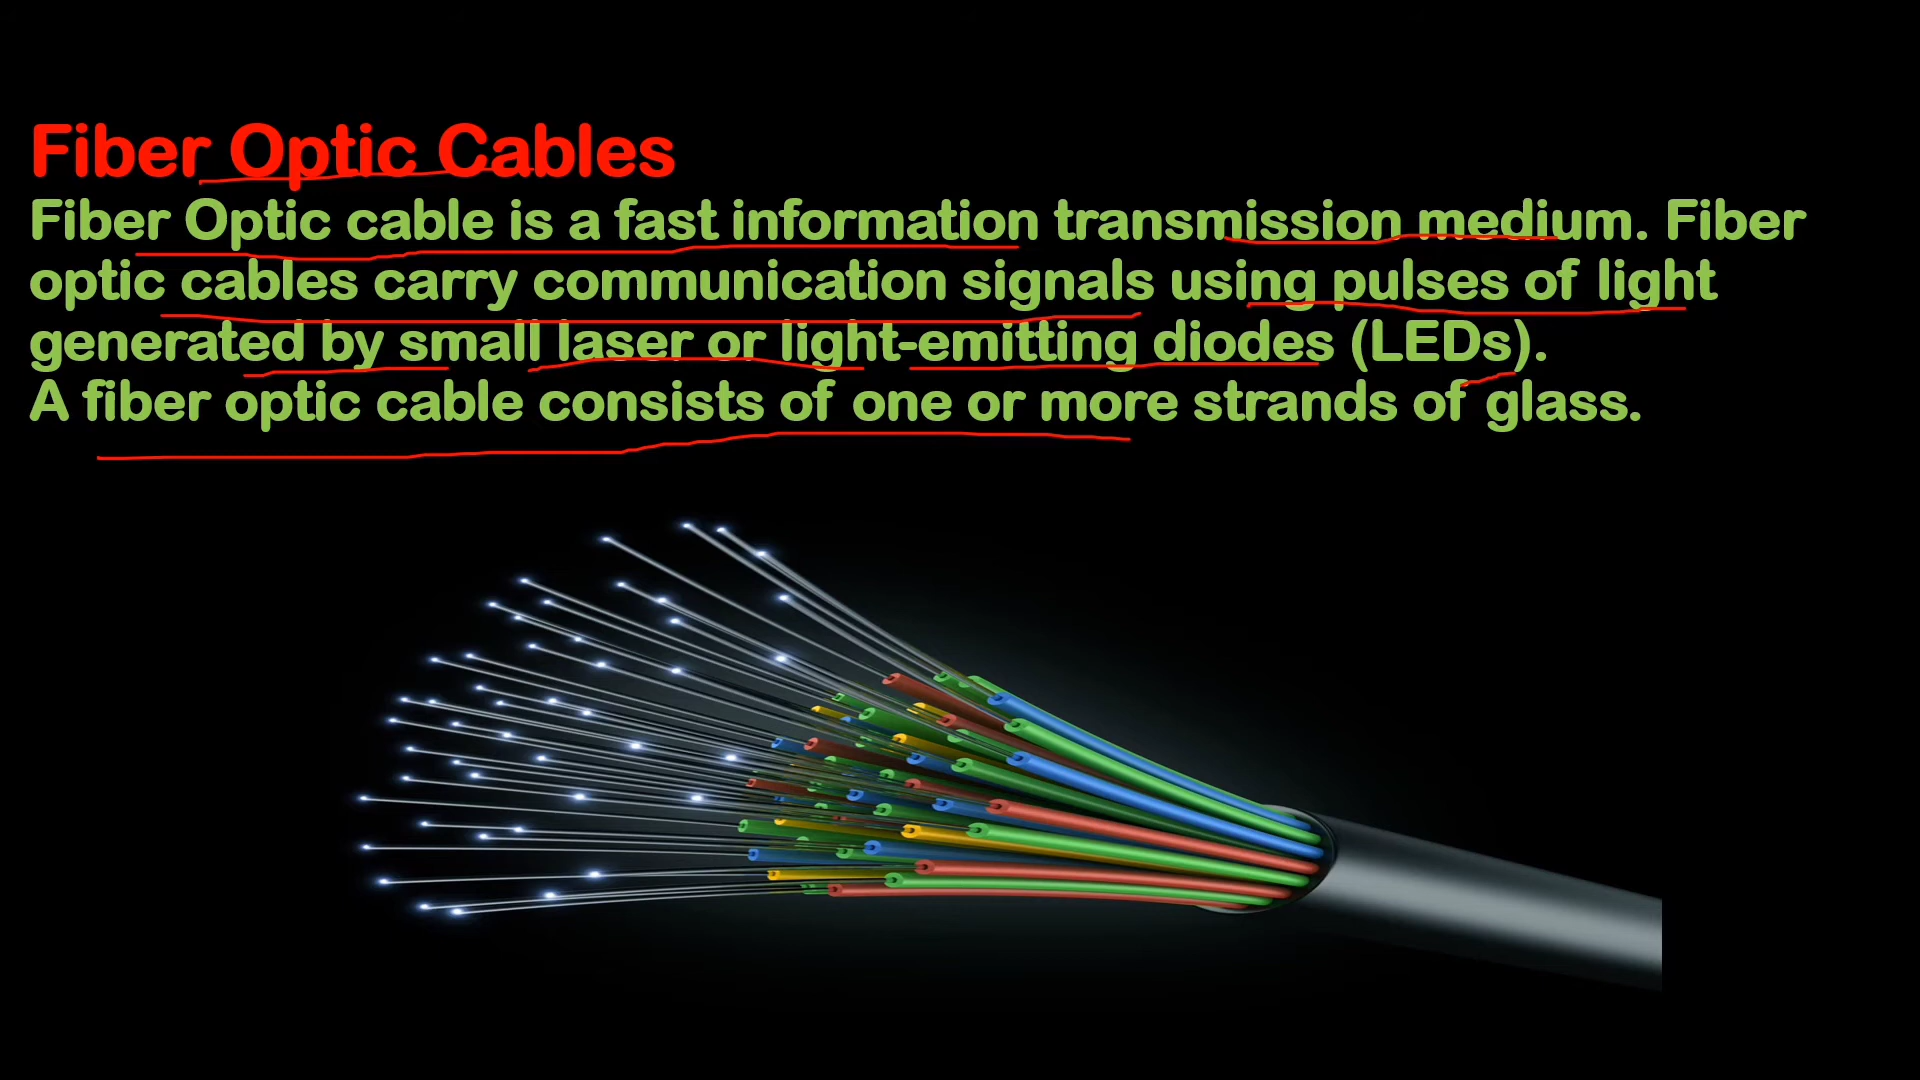 Fiber Optic Cables
Fiber Optic cable is a fast information transmission medium. Fiber
optic cables carry communication signals using pulses of light
generated by small laser or light-emitting diodes (LEDs).
A fiber optic cable consists of one or more strands of glass.